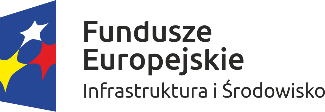 Fundusze
Europejskie
Infrastruktura i Środowisko